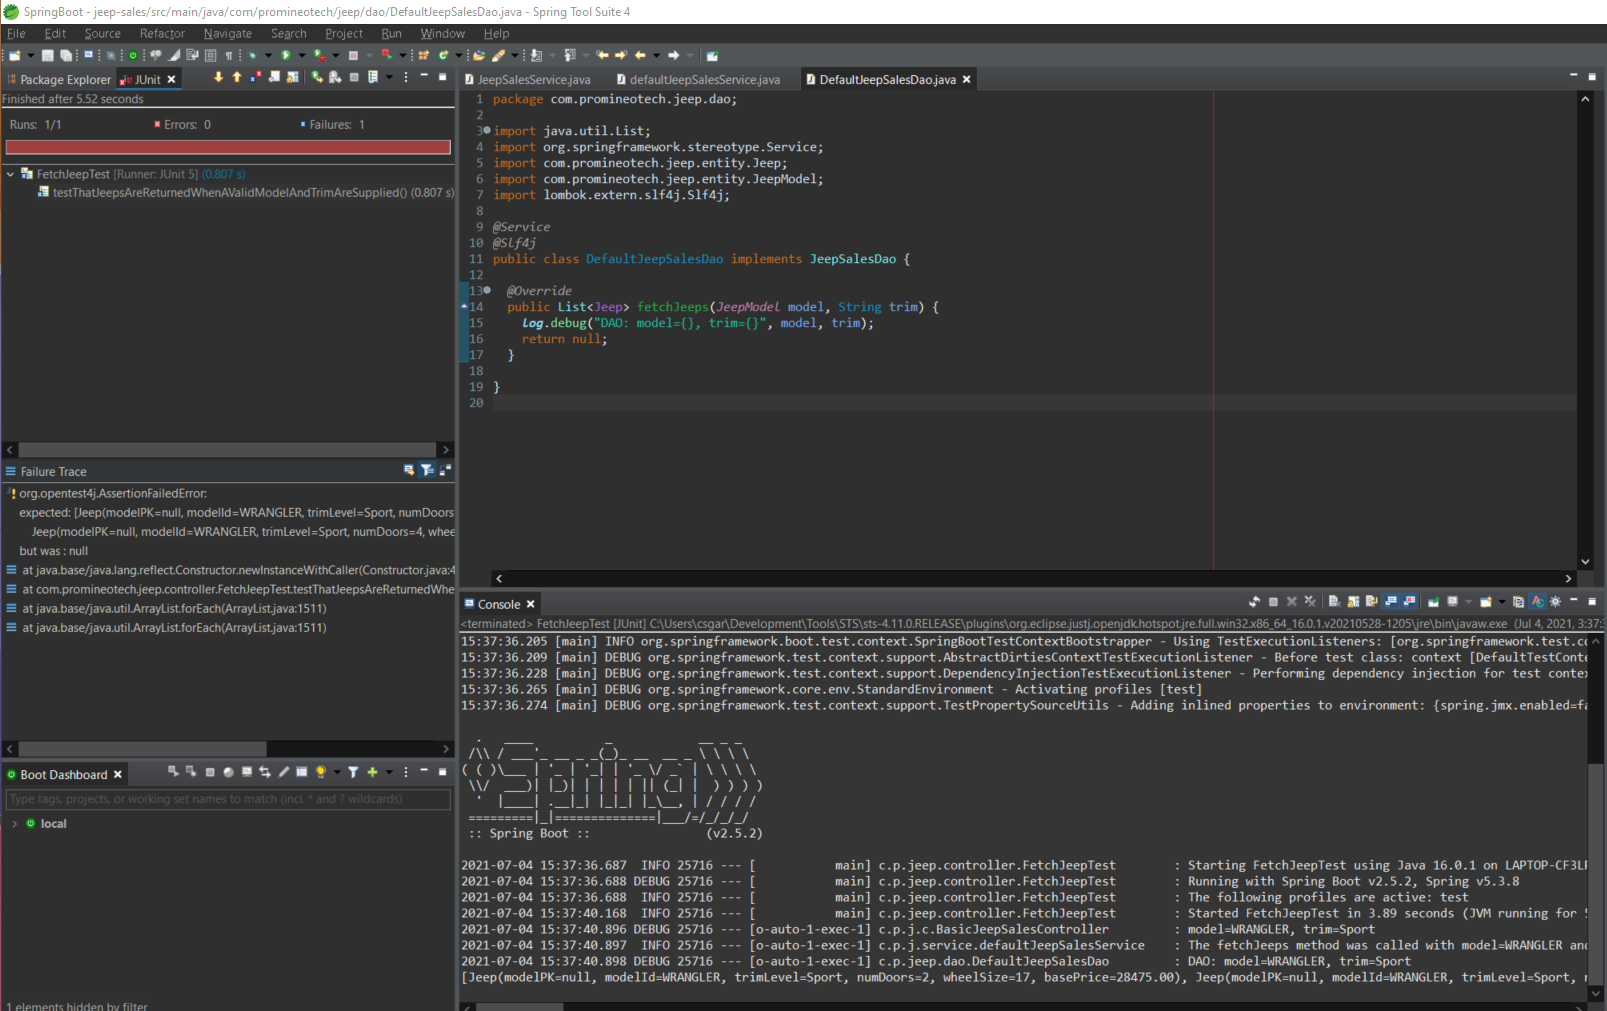 SpringBoot - jeep-sales/src/main/java/com/promineotech/jeep/dao/DefaultJeepSalesDao.java - Spring Tool Suite 4
File Edit Source Refactor Navigate Search Project Run Window Help
Package Explorer JUnit
Finished after 5.52 seconds
Runs: 1/1 Errors: 0 Failures: 1
FetchJeepTest [Runner: JUnit 5] (0.807 s)
testThatJeepsAreReturnedWhenAValidModelAndTrimAreSupplied() (0.807 s)
Failure Trace
org.opentest4j.AssertionFailedError:
expected: [Jeep(modelPK=null, modelId=WRANGLER, trimLevel=Sport, numDoors
Jeep(modelPK=null, modelId=WRANGLER, trimLevel=Sport, numDoors=4, whee
but was : null
at java.base/java.lang.reflect.Constructor.newInstanceWithCaller(Constructor.java:4
at com.promineotech.jeep.controller.FetchJeepTest.testThatJeepsAreReturnedWhe
at java.base/java.util.ArrayList.forEach(ArrayList.java:1511)
at java.base/java.util.ArrayList.forEach(ArrayList.java:1511)
Boot Dashboard
Type tags, projects, or working set names to match (incl. * and ? wildcards)
local
1 elements hidden by filter
JeepSalesService.java defaultJeepSalesService.java DefaultJeepSalesDao.java
1 package com.promineotech.jeep.dao;
2
3 import java.util.List;
4 import org.springframework.stereotype.Service;
5 import com.promineotech.jeep.entity.Jeep;
6 import com.promineotech.jeep.entity.JeepModel;
7 import lombok.extern.slf4j.Slf4j;
8
9 @Service
10 @Slf4j
11 public class DefaultJeepSalesDao implements JeepSalesDao {
12
13 @Override
14 public List<Jeep> fetchJeeps(JeepModel model, String trim) {
15 log.debug("DAO: model={}, trim={}", model, trim);
16 return null;
17 }
18
19 }
20
Console
<terminated> FetchJeepTest [JUnit] C:\Users\csgar\Development\Tools\STS\sts-4.11.0.RELEASE\plugins\org.eclipse.justj.openjdk.hotspot.jre.full.win32.x86_64_16.0.1.v20210528-1205\jre\bin\javaw.exe (Jul 4, 2021, 3:37:3
15:37:36.205 [main] INFO org.springframework.boot.test.context.SpringBootTestContextBootstrapper - Using TestExecutionListeners: [org.springframework.test.co
15:37:36.209 [main] DEBUG org.springframework.test.context.support.AbstractDirtiesContextTestExecutionListener - Before test class: context [DefaultTestConte
15:37:36.228 [main] DEBUG org.springframework.test.context.support.DependencyInjectionTestExecutionListener - Performing dependency injection for test contex
15:37:36.265 [main] DEBUG org.springframework.core.env.StandardEnvironment - Activating profiles [test]
15:37:36.274 [main] DEBUG org.springframework.test.context.support.TestPropertySourceUtils - Adding inlined properties to environment: {spring.jmx.enabled=fa
Spring
:: Spring Boot :: (v2.5.2)
2021-07-04 15:37:36.687 INFO 25716 --- [ main] c.p.jeep.controller.FetchJeepTest : Starting FetchJeepTest using Java 16.0.1 on LAPTOP-CF3LP
2021-07-04 15:37:36.688 DEBUG 25716 --- [ main] c.p.jeep.controller.FetchJeepTest : Running with Spring Boot v2.5.2, Spring v5.3.8
2021-07-04 15:37:36.688 INFO 25716 --- [ main] c.p.jeep.controller.FetchJeepTest : The following profiles are active: test
2021-07-04 15:37:40.168 INFO 25716 --- [ main] c.p.jeep.controller.FetchJeepTest : Started FetchJeepTest in 3.89 seconds (JVM running for 5
2021-07-04 15:37:40.896 DEBUG 25716 --- [o-auto-1-exec-1] c.p.j.c.BasicJeepSalesController : model=WRANGLER, trim=Sport
2021-07-04 15:37:40.897 INFO 25716 --- [o-auto-1-exec-1] c.p.j.service.defaultJeepSalesService : The fetchJeeps method was called with model=WRANGLER and
2021-07-04 15:37:40.898 DEBUG 25716 --- [o-auto-1-exec-1] c.p.jeep.dao.DefaultJeepSalesDao : DAO: model=WRANGLER, trim=Sport
[Jeep(modelPK=null, modelId=WRANGLER, trimLevel=Sport, numDoors=2, wheelSize=17, basePrice=28475.00), Jeep(modelPK=null, modelId=WRANGLER, trimLevel=Sport, n